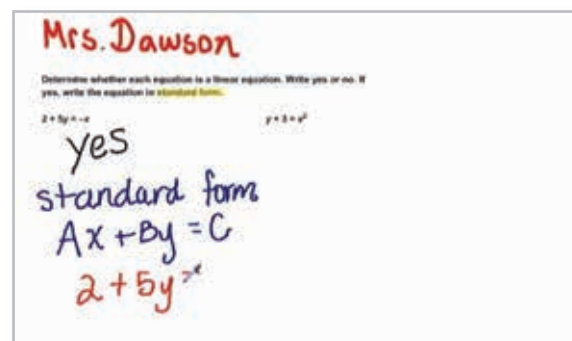 Mrs. Dawson
Determine whether each equation is a linear equation. Write yes or no. If
yes, write the equation in standard form.
2 + 5y = -x
y + 3 = x²
yes
standard form
Ax + By = C
2 + 5y =